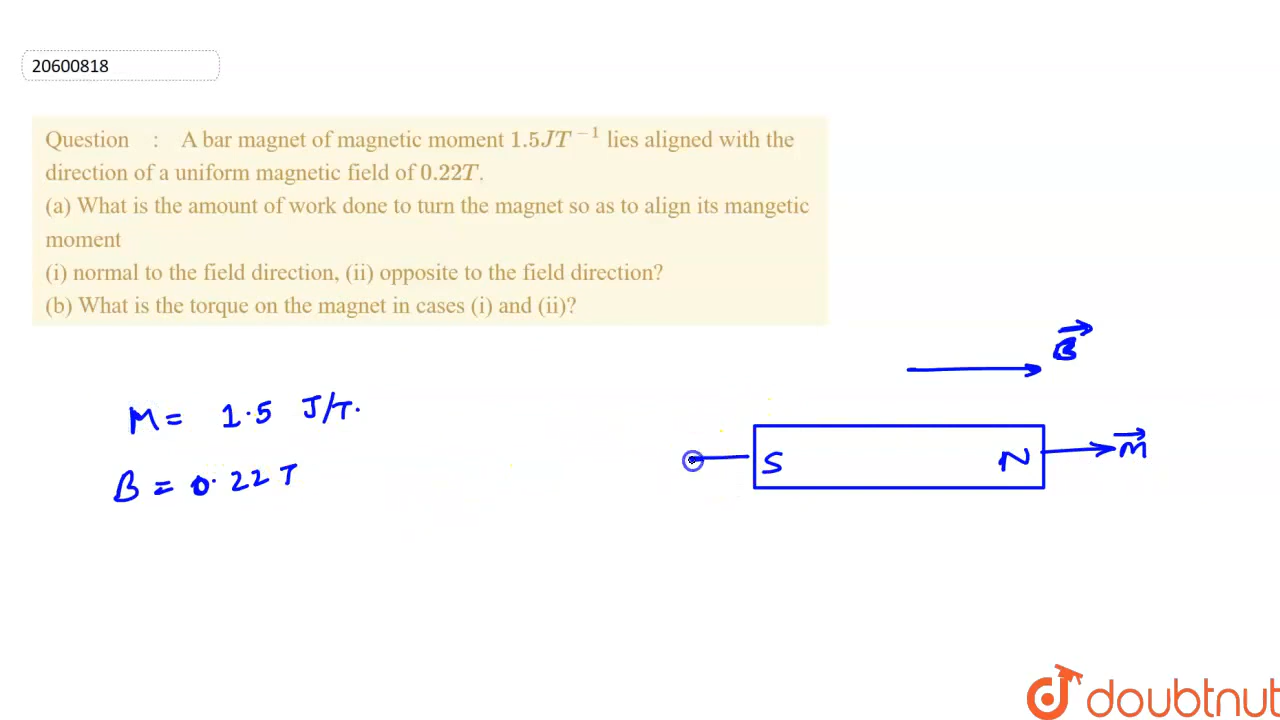 20600818
Question : A bar magnet of magnetic moment 1.5JT⁻¹ lies aligned with the
direction of a uniform magnetic field of 0.22T.
(a) What is the amount of work done to turn the magnet so as to align its mangetic
moment
(i) normal to the field direction, (ii) opposite to the field direction?
(b) What is the torque on the magnet in cases (i) and (ii)?
B
M = 1.5 J/T.
S N M
B = 0.22 T
doubtnut